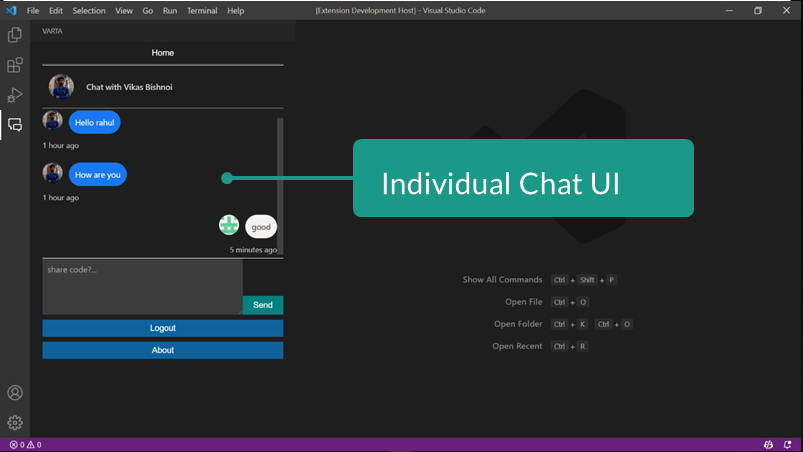 File Edit Selection View Go Run Terminal Help [Extension Development Host] - Visual Studio Code
VARTA
Home
Chat with Vikas Bishnoi
Hello rahul
1 hour ago
How are you
1 hour ago
good
5 minutes ago
share code?...
Send
Logout
About
Individual Chat UI
Show All Commands Ctrl + Shift + P
Open File Ctrl + O
Open Folder Ctrl + K Ctrl + O
Open Recent Ctrl + R
0 0